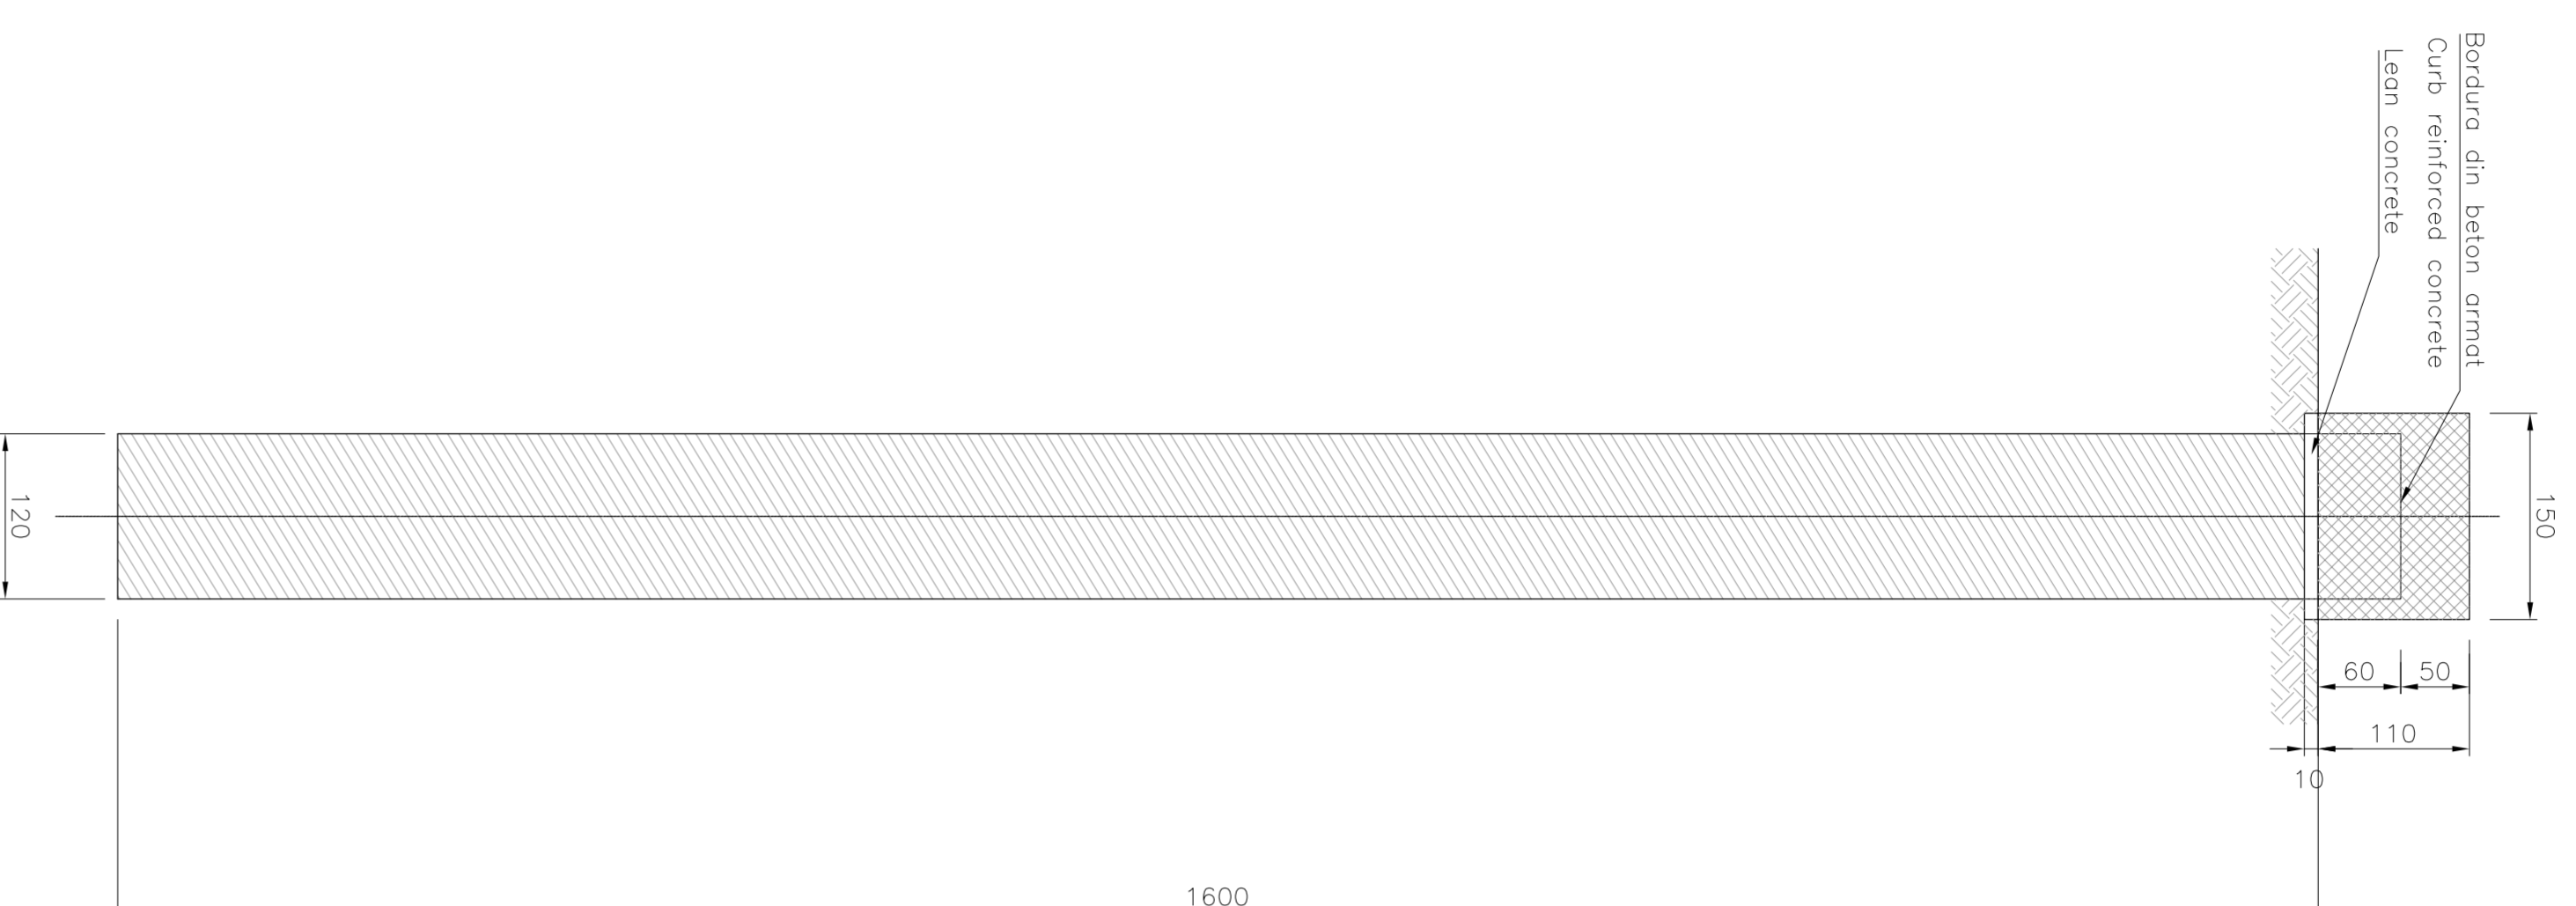 Bordura din beton armat
Curb reinforced concrete
Lean concrete
150
60
50
110
10
120
1600